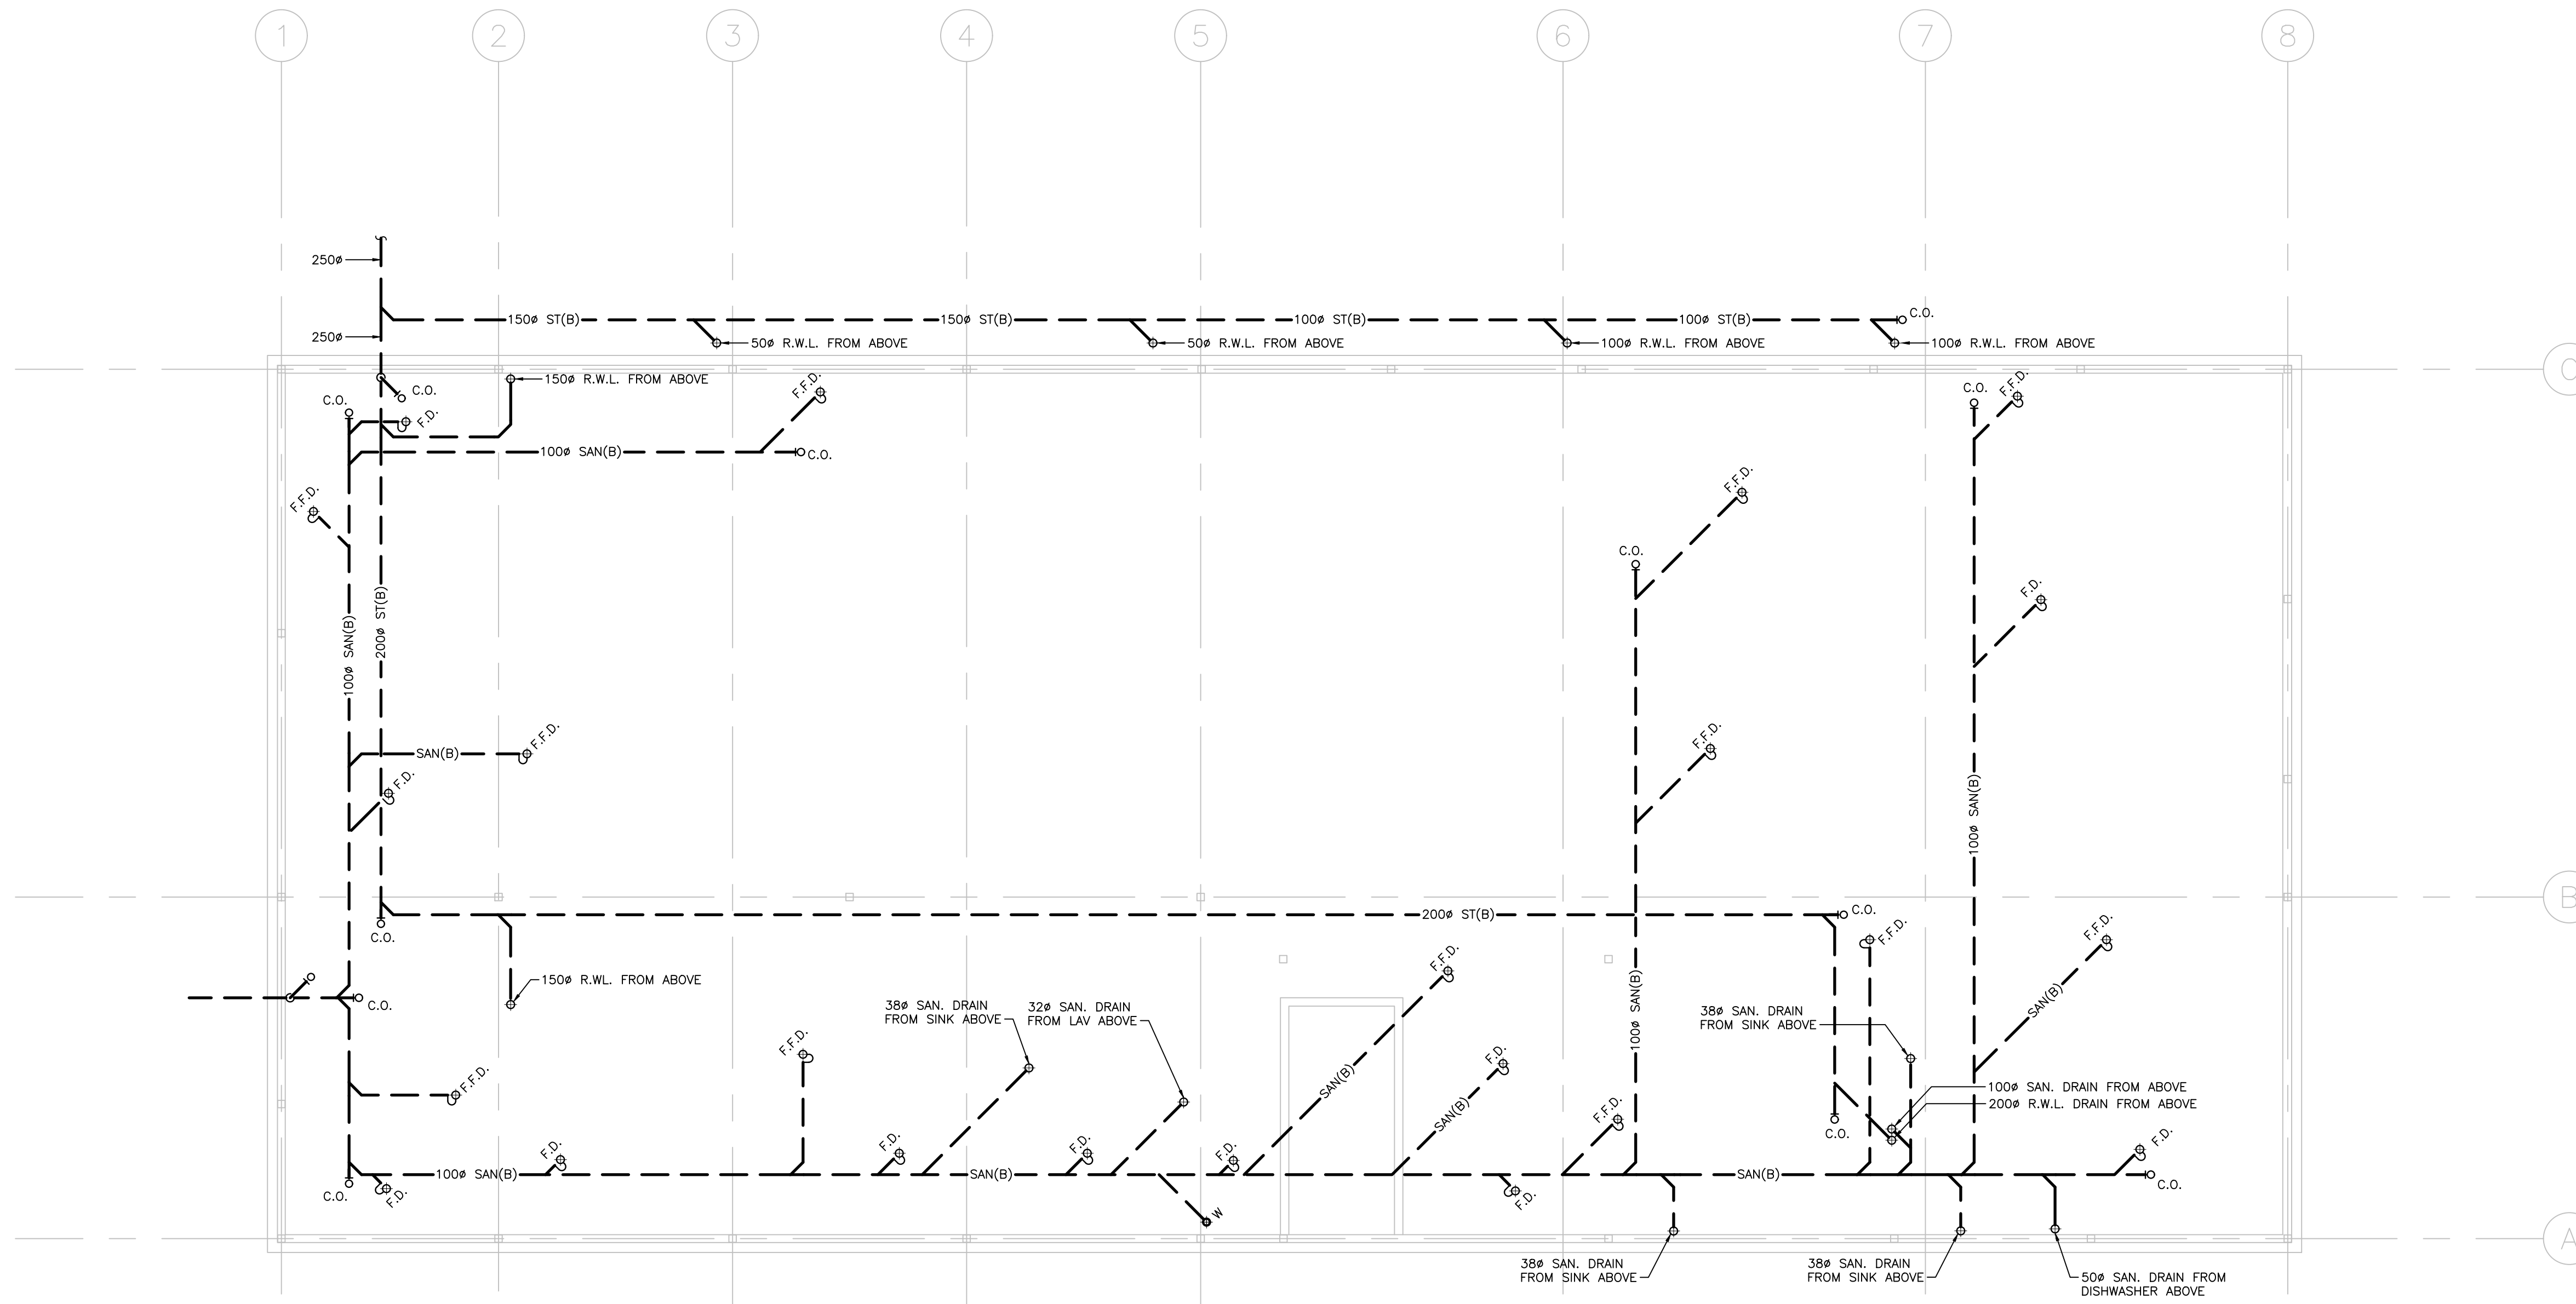 1 2 3 4 5 6 7 8
250ø
150ø ST(B) 150ø ST(B) 100ø ST(B) 100ø ST(B) C.O.
250ø
50ø R.W.L. FROM ABOVE 50ø R.W.L. FROM ABOVE 100ø R.W.L. FROM ABOVE 100ø R.W.L. FROM ABOVE
C
150ø R.W.L. FROM ABOVE
F.F.D.
F.F.D.
C.O.
C.O.
C.O.
F.D.
100ø SAN(B) C.O.
F.F.D.
F.F.D.
C.O.
F.D.
100ø SAN(B)
200ø ST(B)
SAN(B) F.F.D.
F.F.D.
F.D.
100ø SAN(B)
B
200ø ST(B) C.O.
C.O.
F.F.D.
F.F.D.
F.F.D.
150ø R.WL. FROM ABOVE
100ø SAN(B)
SAN(B)
C.O.
38ø SAN. DRAIN
FROM SINK ABOVE
32ø SAN. DRAIN
FROM LAV ABOVE
38ø SAN. DRAIN
FROM SINK ABOVE
F.F.D.
F.D.
F.F.D.
SAN(B)
SAN(B)
100ø SAN. DRAIN FROM ABOVE
200ø R.W.L. DRAIN FROM ABOVE
F.F.D.
C.O.
F.D.
F.D.
F.D.
F.D.
F.D.
100ø SAN(B) SAN(B) SAN(B)
C.O.
C.O.
F.D.
F.D.
W
38ø SAN. DRAIN
FROM SINK ABOVE
38ø SAN. DRAIN
FROM SINK ABOVE
50ø SAN. DRAIN FROM
DISHWASHER ABOVE
A